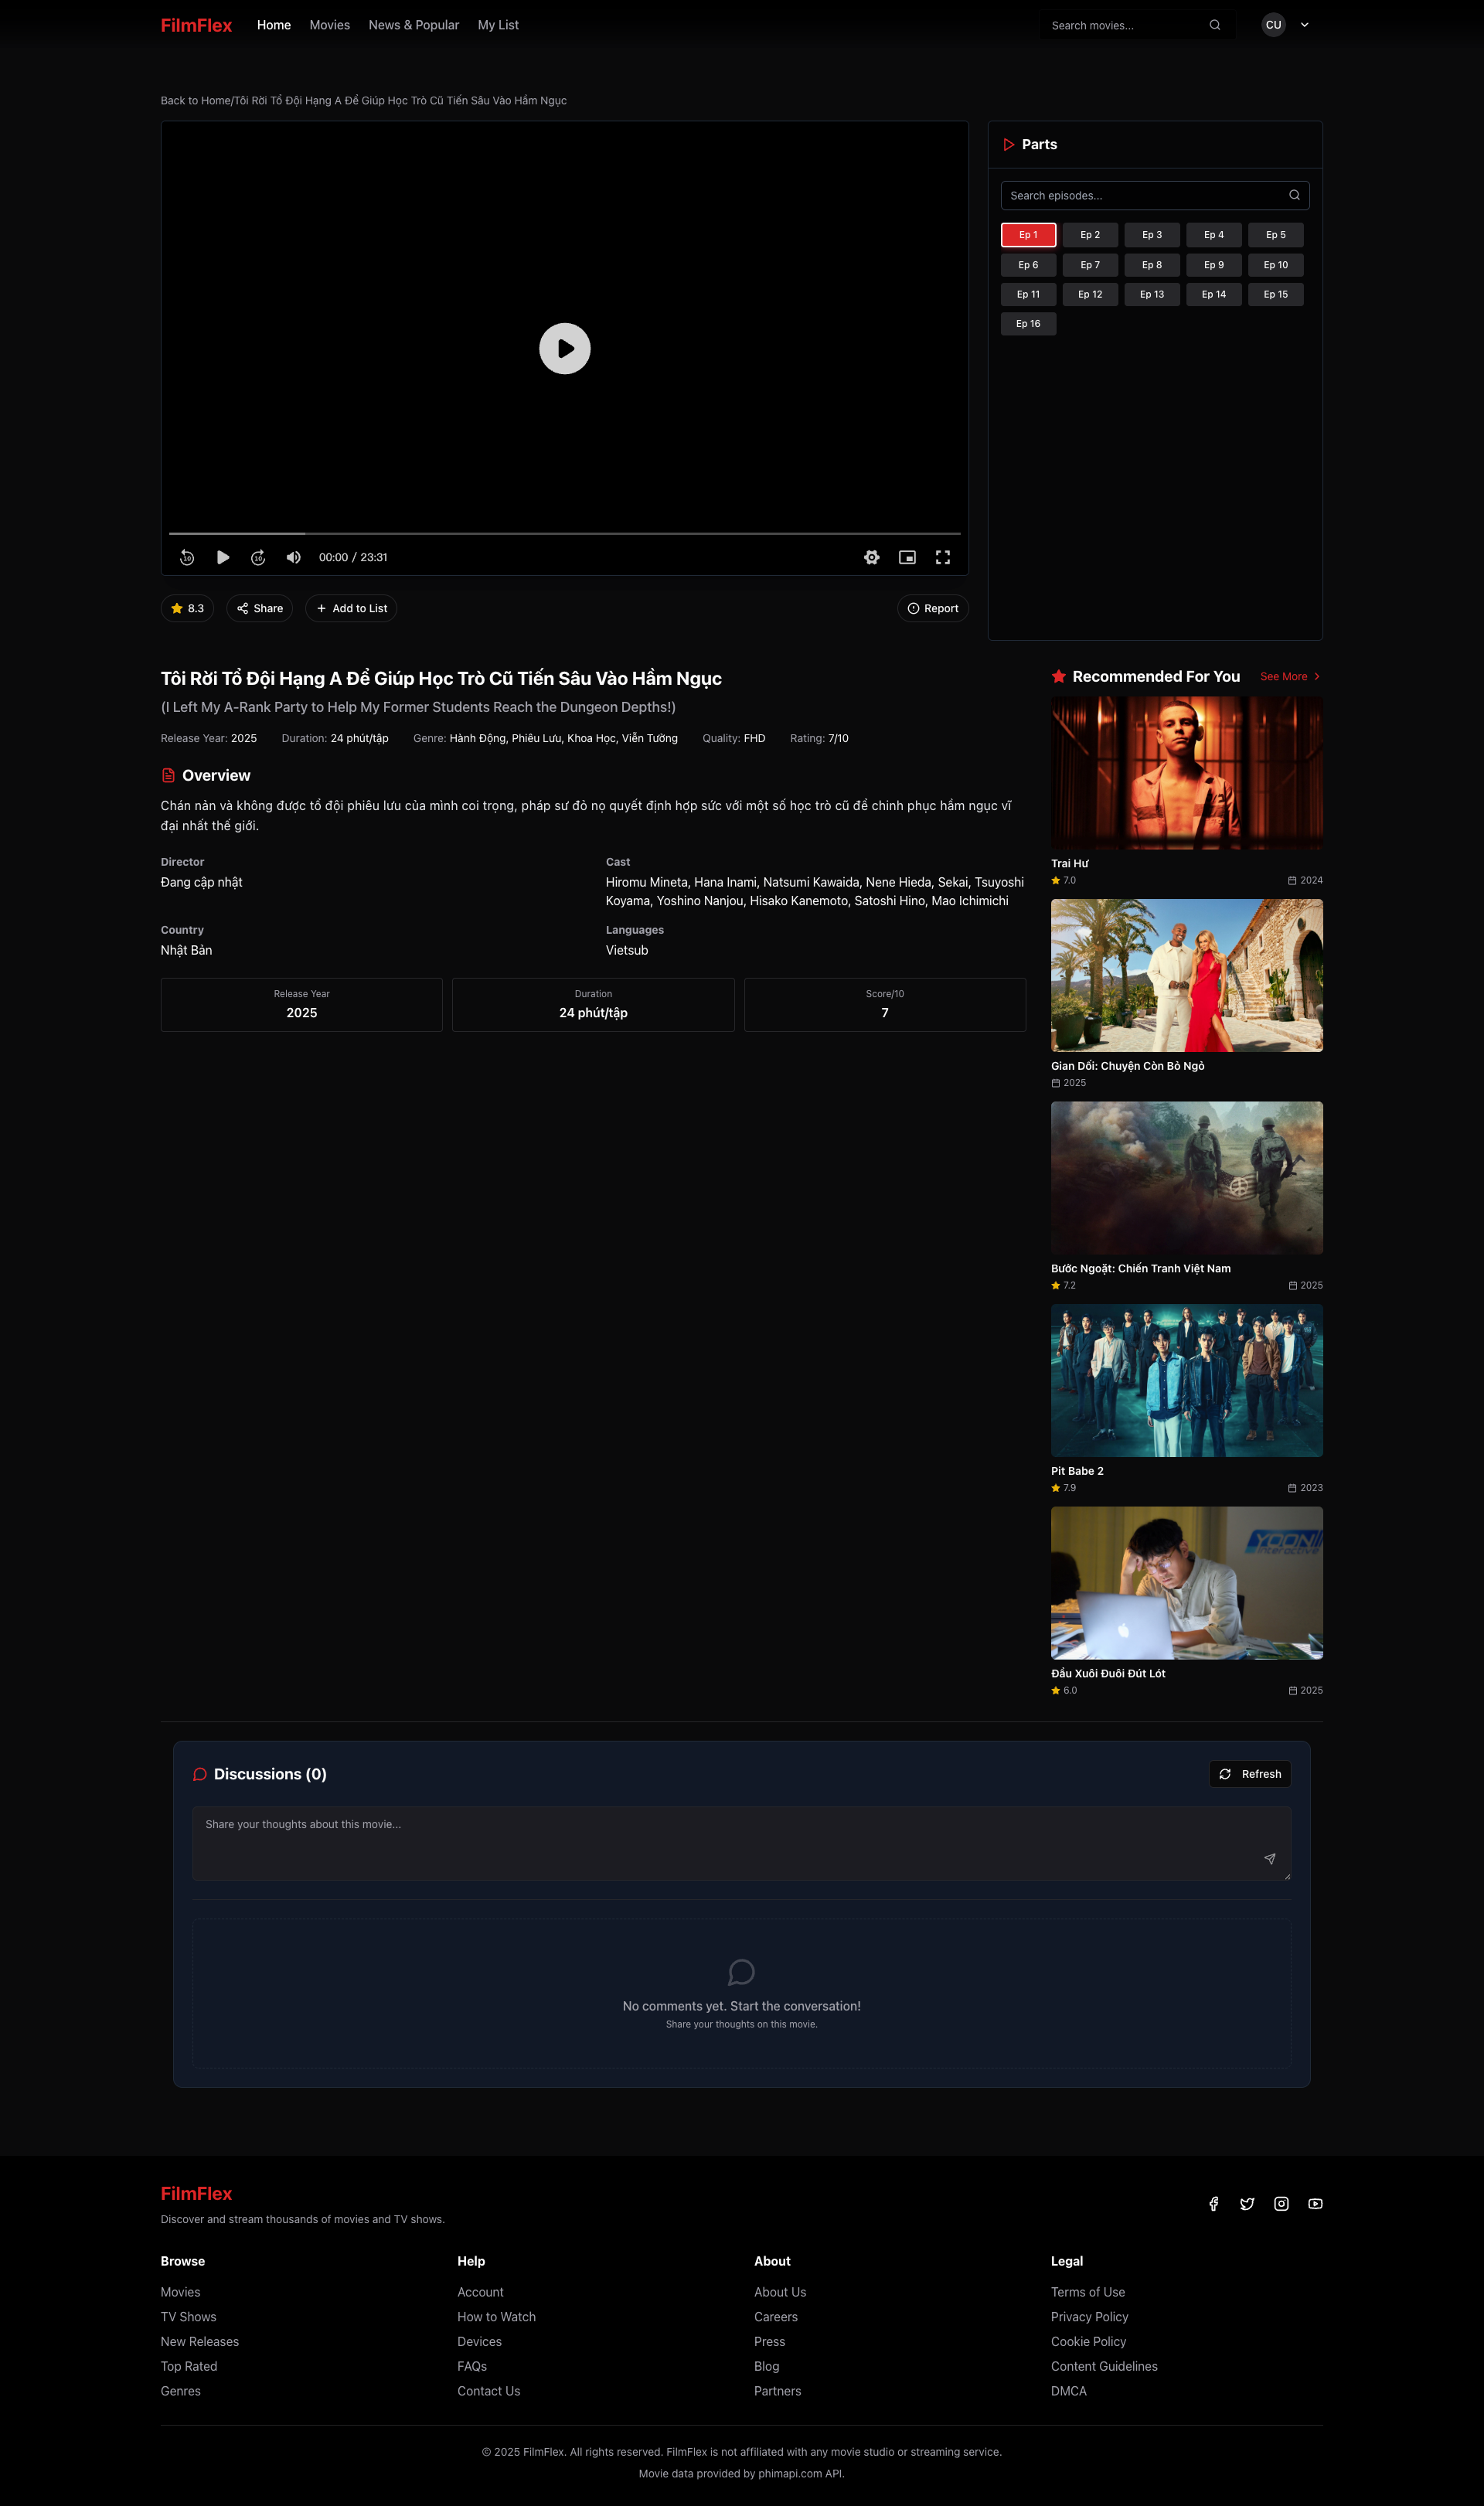 FilmFlex
Home
Movies
News & Popular
My List
Search movies...
CU
Back to Home/Tôi Rời Tổ Đội Hạng A Để Giúp Học Trò Cũ Tiến Sâu Vào Hầm Ngục
Parts
Search episodes...
Ep 1
Ep 2
Ep 3
Ep 4
Ep 5
Ep 6
Ep 7
Ep 8
Ep 9
Ep 10
Ep 11
Ep 12
Ep 13
Ep 14
Ep 15
Ep 16
10
10
00:00 / 23:31
8.3
Share
Add to List
Report
Tôi Rời Tổ Đội Hạng A Để Giúp Học Trò Cũ Tiến Sâu Vào Hầm Ngục
(I Left My A-Rank Party to Help My Former Students Reach the Dungeon Depths!)
Release Year: 2025
Duration: 24 phút/tập
Genre: Hành Động, Phiêu Lưu, Khoa Học, Viễn Tưởng
Quality: FHD
Rating: 7/10
Overview
Chán nản và không được tổ đội phiêu lưu của mình coi trọng, pháp sư đỏ nọ quyết định hợp sức với một số học trò cũ để chinh phục hầm ngục vĩ
đại nhất thế giới.
Director
Đang cập nhật
Cast
Hiromu Mineta, Hana Inami, Natsumi Kawaida, Nene Hieda, Sekai, Tsuyoshi
Koyama, Yoshino Nanjou, Hisako Kanemoto, Satoshi Hino, Mao Ichimichi
Country
Nhật Bản
Languages
Vietsub
Release Year
2025
Duration
24 phút/tập
Score/10
7
Recommended For You
See More
Trai Hư
7.0
2024
Gian Dối: Chuyện Còn Bỏ Ngỏ
2025
Bước Ngoặt: Chiến Tranh Việt Nam
7.2
2025
Pit Babe 2
7.9
2023
YOON
interactive
Đầu Xuôi Đuôi Đút Lót
6.0
2025
Discussions (0)
Refresh
Share your thoughts about this movie...
No comments yet. Start the conversation!
Share your thoughts on this movie.
FilmFlex
Discover and stream thousands of movies and TV shows.
Browse
Movies
TV Shows
New Releases
Top Rated
Genres
Help
Account
How to Watch
Devices
FAQs
Contact Us
About
About Us
Careers
Press
Blog
Partners
Legal
Terms of Use
Privacy Policy
Cookie Policy
Content Guidelines
DMCA
© 2025 FilmFlex. All rights reserved. FilmFlex is not affiliated with any movie studio or streaming service.
Movie data provided by phimapi.com API.